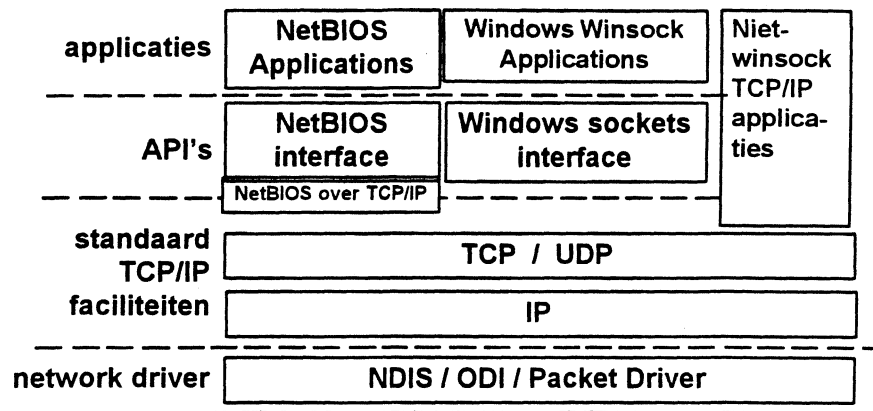 applicaties
NetBIOS
Applications
Windows Winsock
Applications
Niet-
winsock
TCP/IP
applica-
ties
API's
NetBIOS
interface
Windows sockets
interface
NetBIOS over TCP/IP
standaard
TCP/IP
faciliteiten
TCP / UDP
IP
network driver
NDIS / ODI / Packet Driver